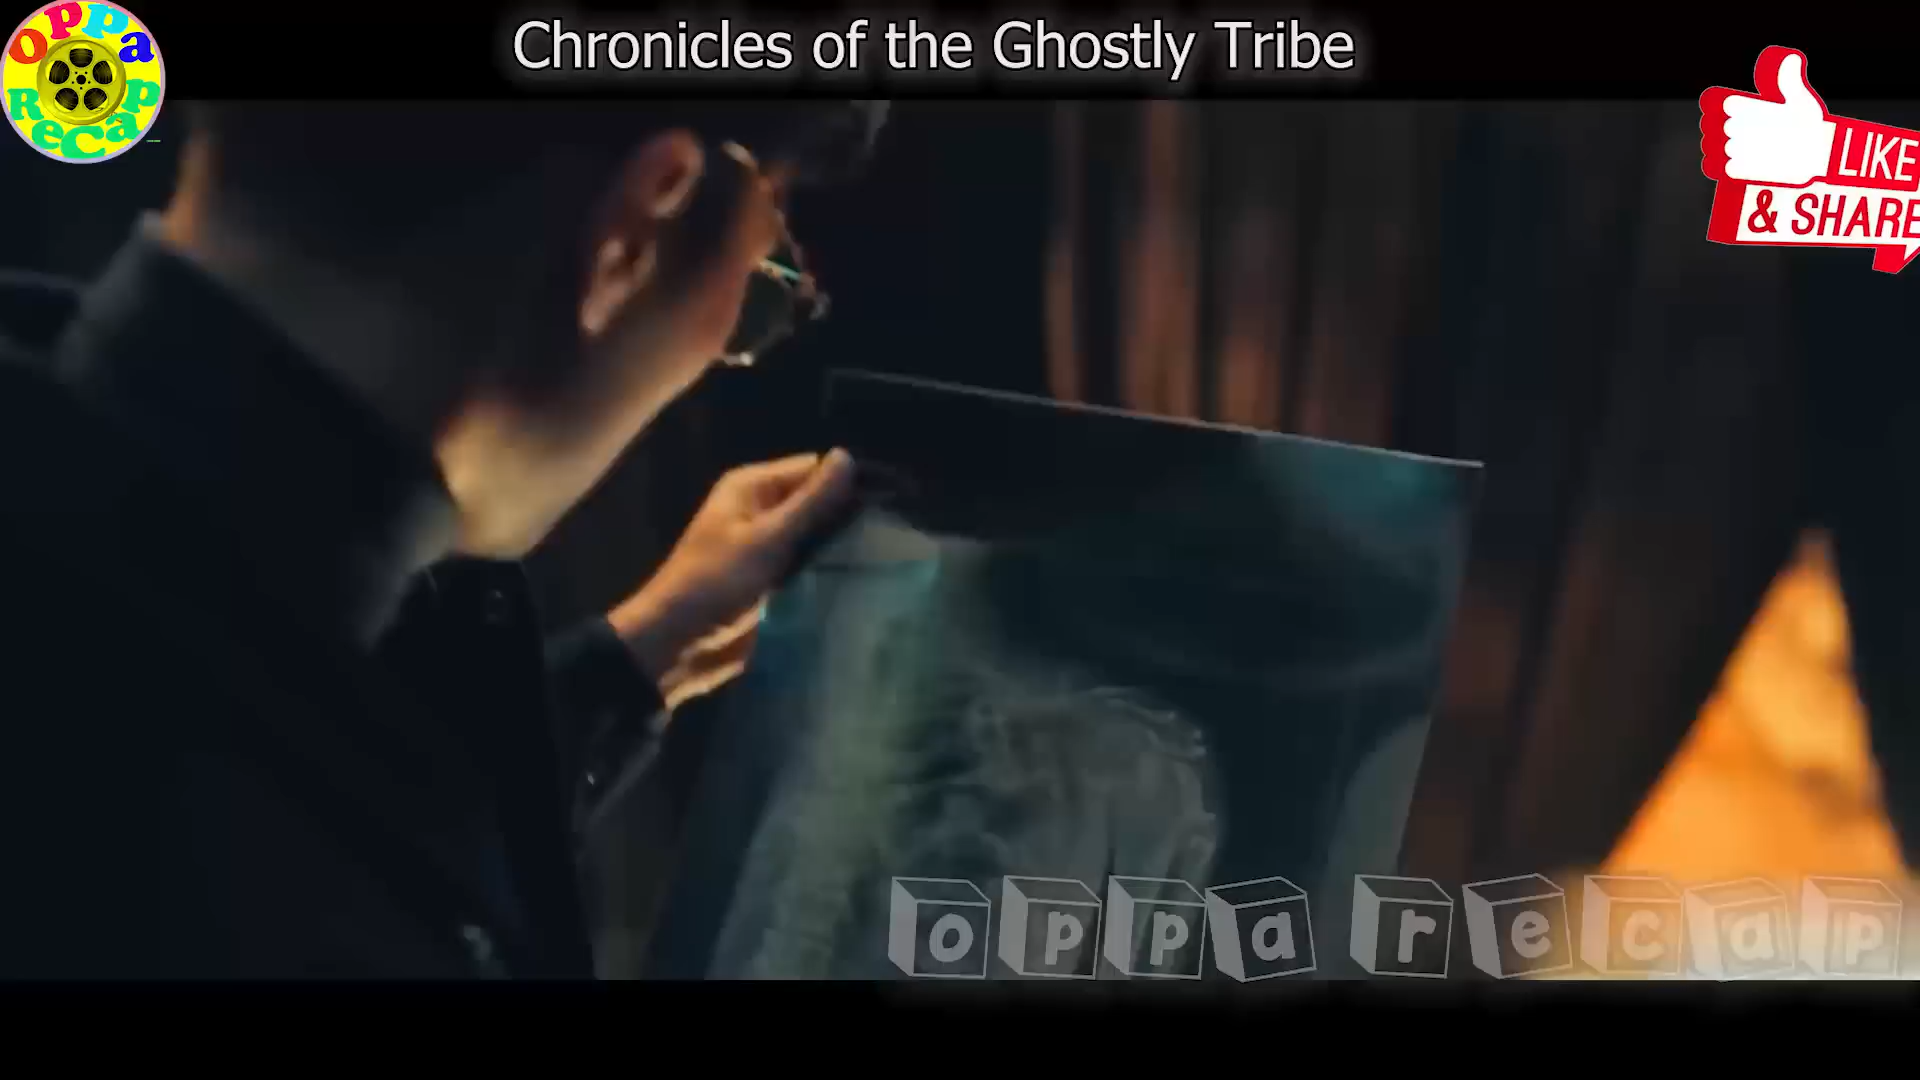 Chronicles of the Ghostly Tribe
oppa
Recap
LIKE
& SHARE
oppa recap